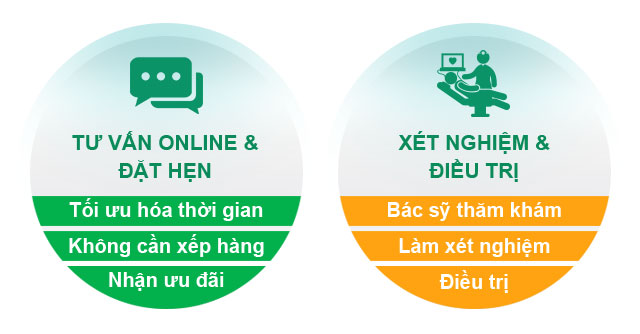 TƯ VẤN ONLINE &
ĐẶT HẸN
Tối ưu hóa thời gian
Không cần xếp hàng
Nhận ưu đãi
XÉT NGHIỆM &
ĐIỀU TRỊ
Bác sỹ thăm khám
Làm xét nghiệm
Điều trị